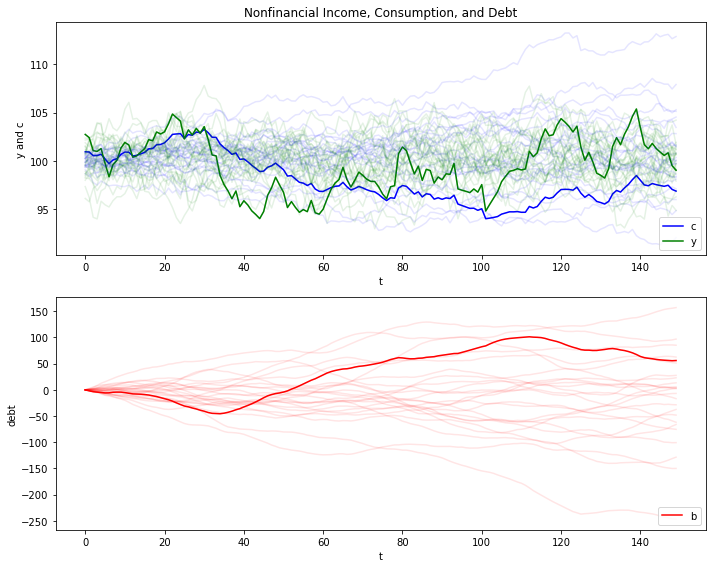 Nonfinancial Income, Consumption, and Debt
y and c
110
105
100
95
0 20 40 60 80 100 120 140
t
c
y
debt
150
100
50
0
−50
−100
−150
−200
−250
0 20 40 60 80 100 120 140
t
b